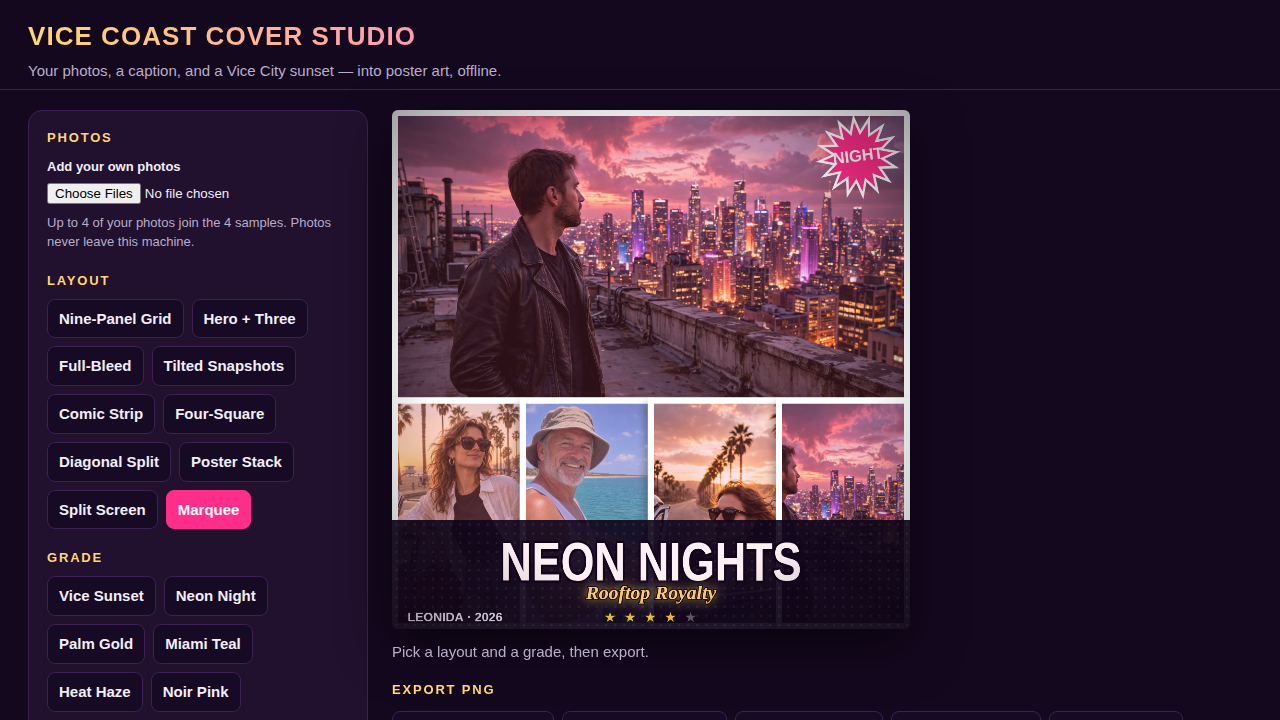 VICE COAST COVER STUDIO
Your photos, a caption, and a Vice City sunset — into poster art, offline.
PHOTOS
Add your own photos
Choose Files No file chosen
Up to 4 of your photos join the 4 samples. Photos
never leave this machine.
LAYOUT
Nine-Panel Grid Hero + Three
Full-Bleed Tilted Snapshots
Comic Strip Four-Square
Diagonal Split Poster Stack
Split Screen Marquee
GRADE
Vice Sunset Neon Night
Palm Gold Miami Teal
Heat Haze Noir Pink
NIGHT
NEON NIGHTS
Rooftop Royalty
LEONIDA · 2026 ★ ★ ★ ★ ★
Pick a layout and a grade, then export.
EXPORT PNG